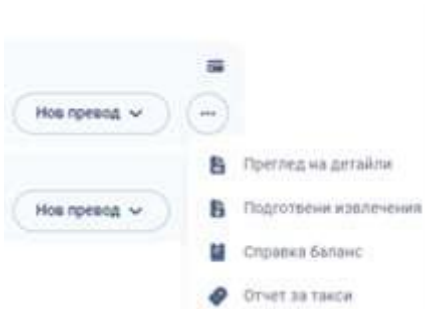 Нов превод
Преглед на детайли
Подготвени извлечения
Нов превод
Справка баланс
Отчет за такси